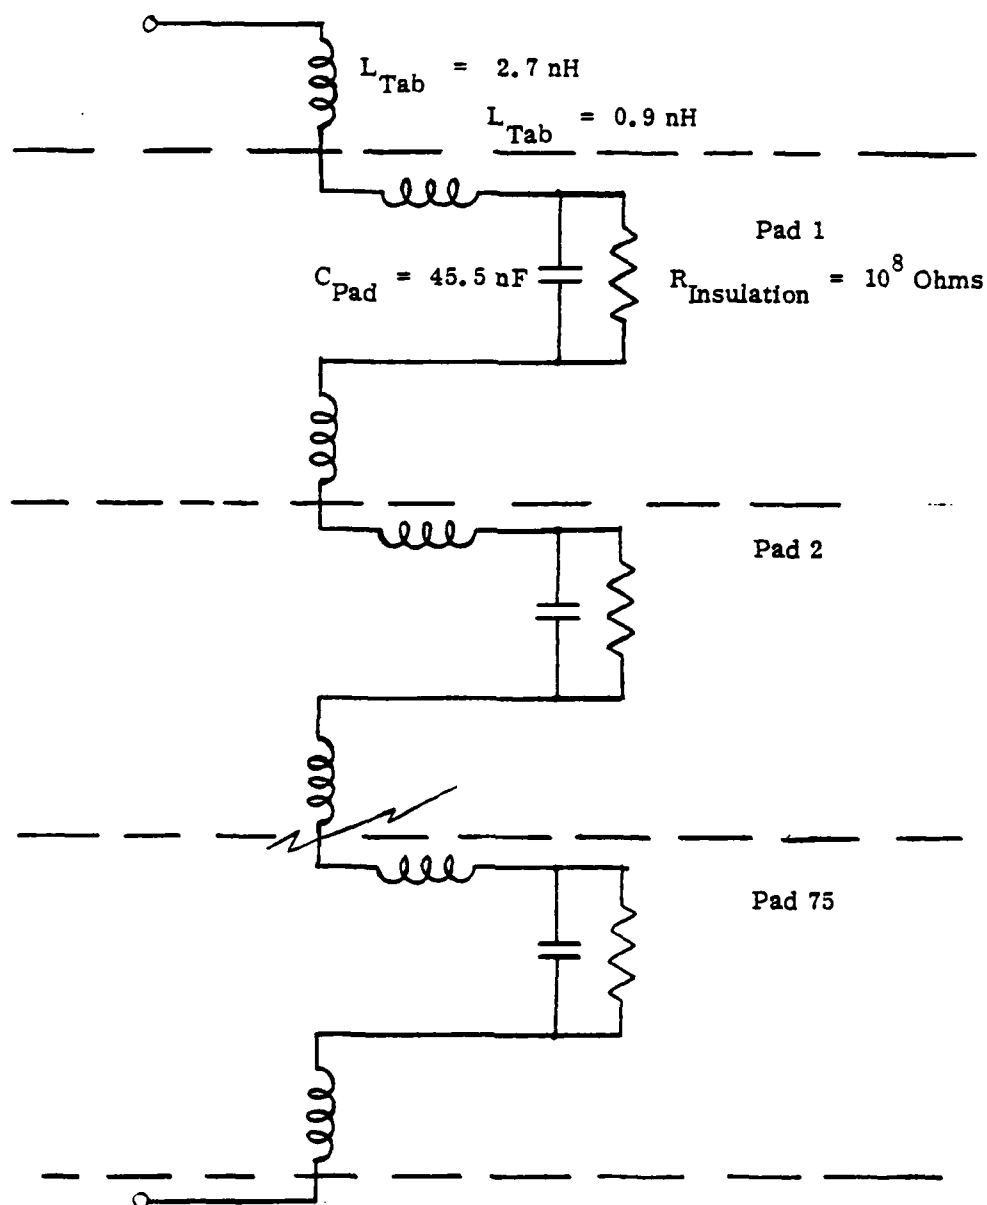 L_Tab = 2.7 nH
L_Tab = 0.9 nH
Pad 1
C_Pad = 45.5 nF
R_Insulation = 10^8 Ohms
Pad 2
Pad 75